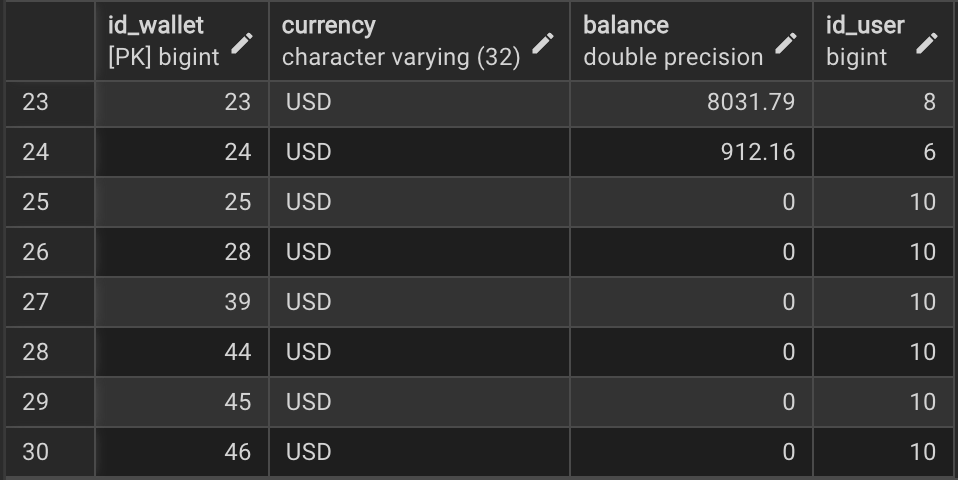 id_wallet currency balance id_user
[PK] bigint character varying (32) double precision bigint
23 23 USD 8031.79 8
24 24 USD 912.16 6
25 25 USD 0 10
26 28 USD 0 10
27 39 USD 0 10
28 44 USD 0 10
29 45 USD 0 10
30 46 USD 0 10